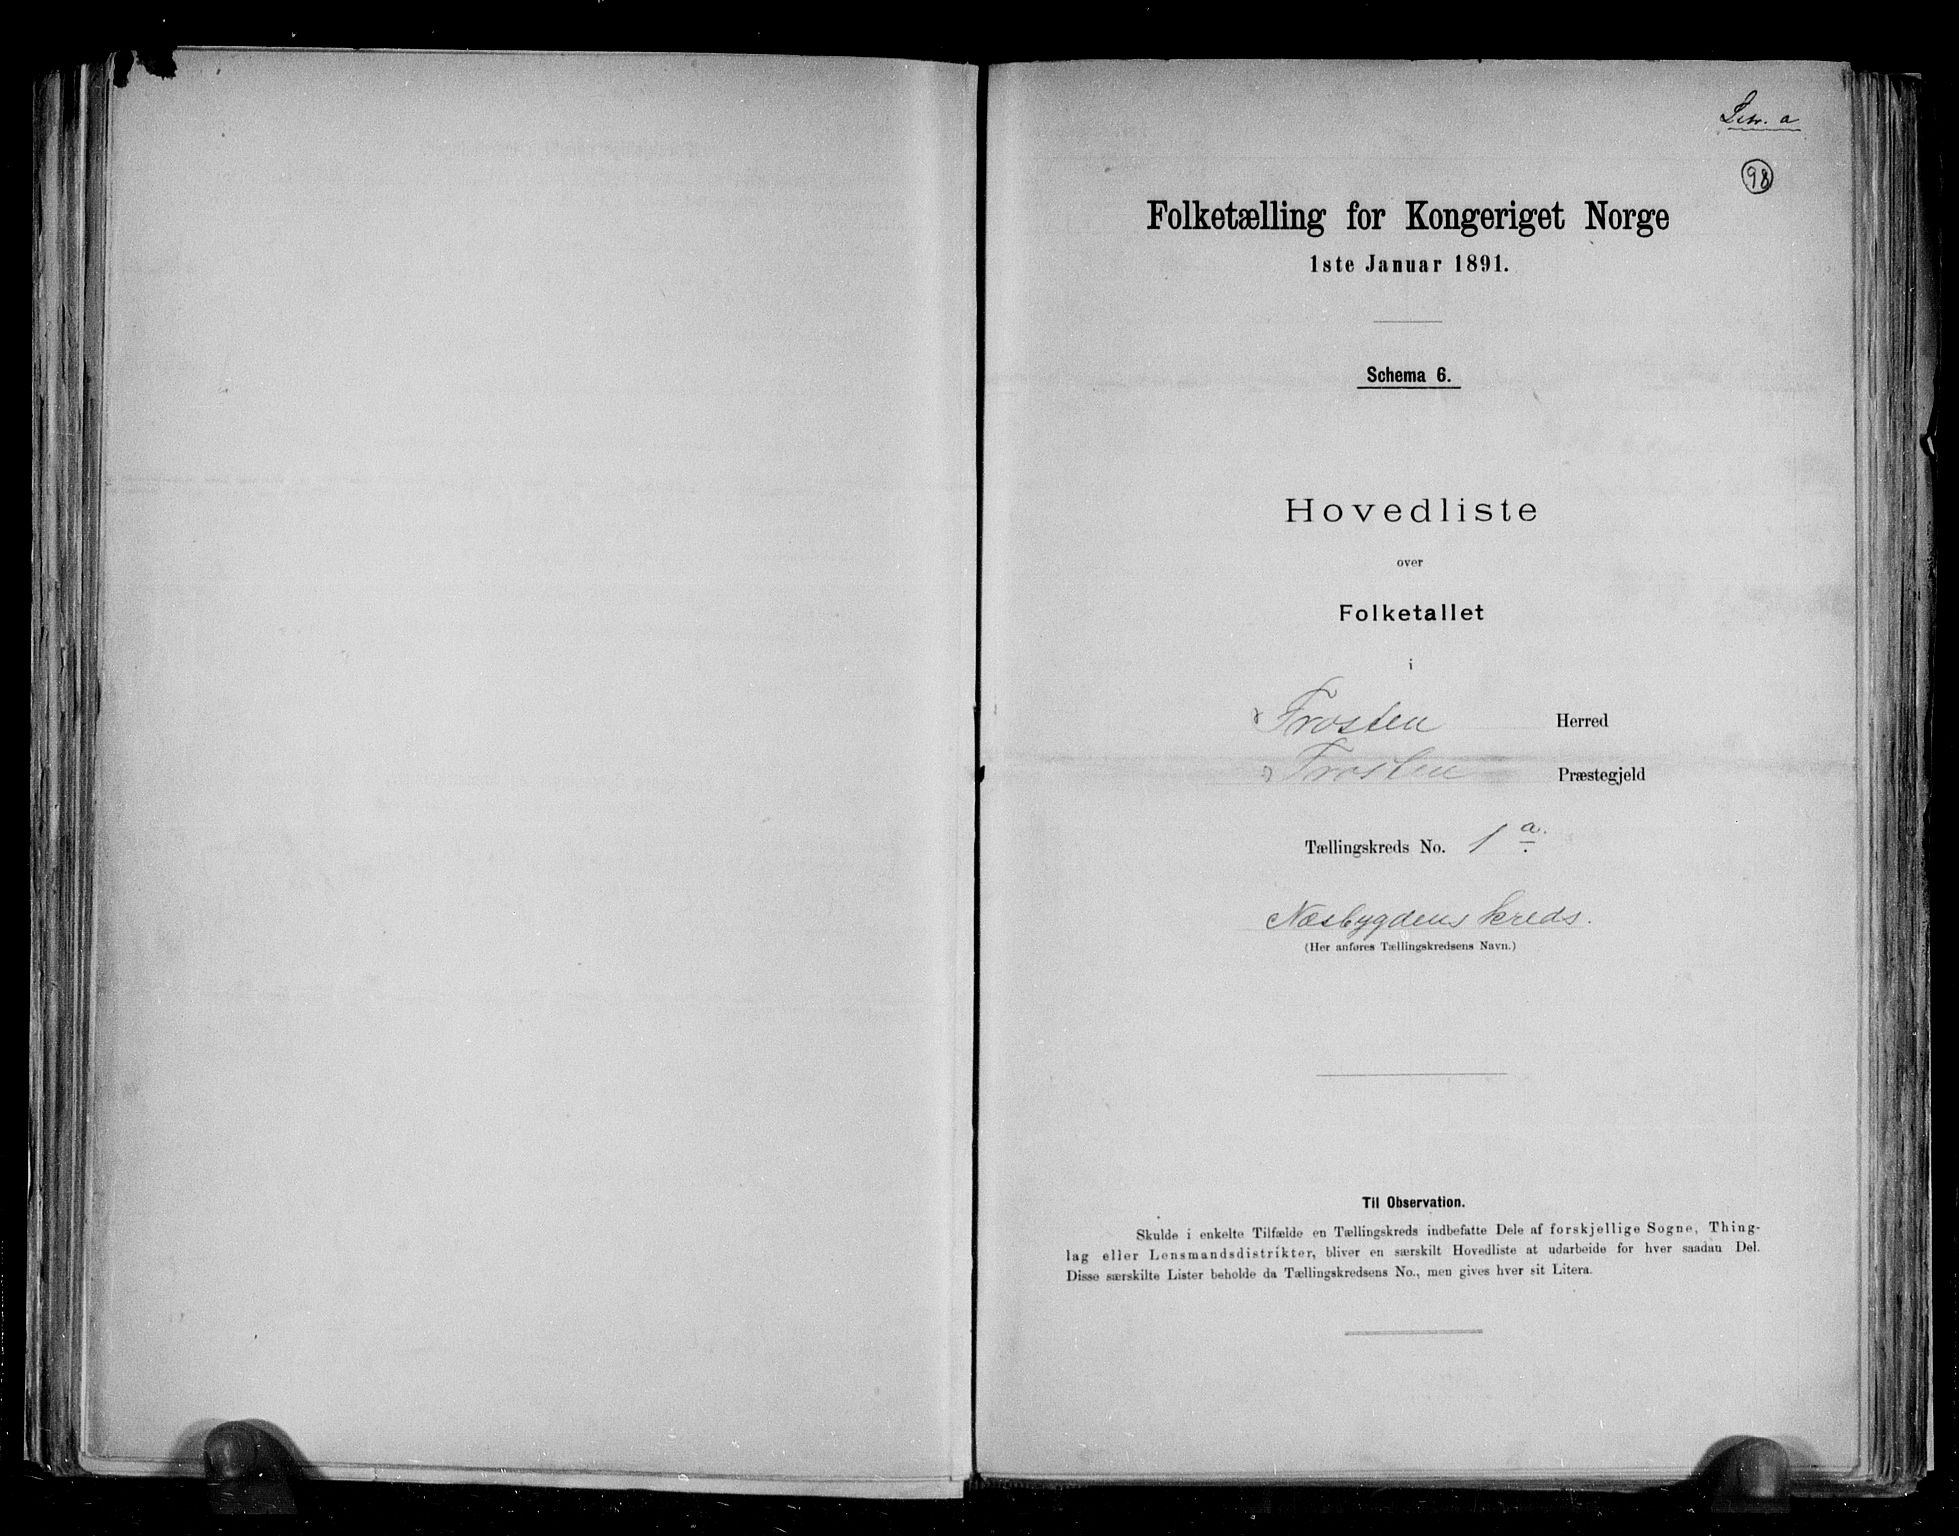 Litr. a
98
Folketælling for Kongeriget Norge
1ste Januar 1891.
Schema 6.
Hovedliste
over
Folketallet
i
Frosten Herred
Frosten Præstegjeld
Tællingskreds No. 1 a.
Næsbygdens kreds.
(Her anføres Tællingskredsens Navn.)
Til Observation.
Skulde i enkelte Tilfælde en Tællingskreds indbefatte Dele af forskjellige Sogne, Thing-
lag eller Lensmandsdistrikter, bliver en særskilt Hovedliste at udarbeide for hver saadan Del.
Disse særskilte Lister beholde da Tællingskredsens No., men gives hver sit Litera.